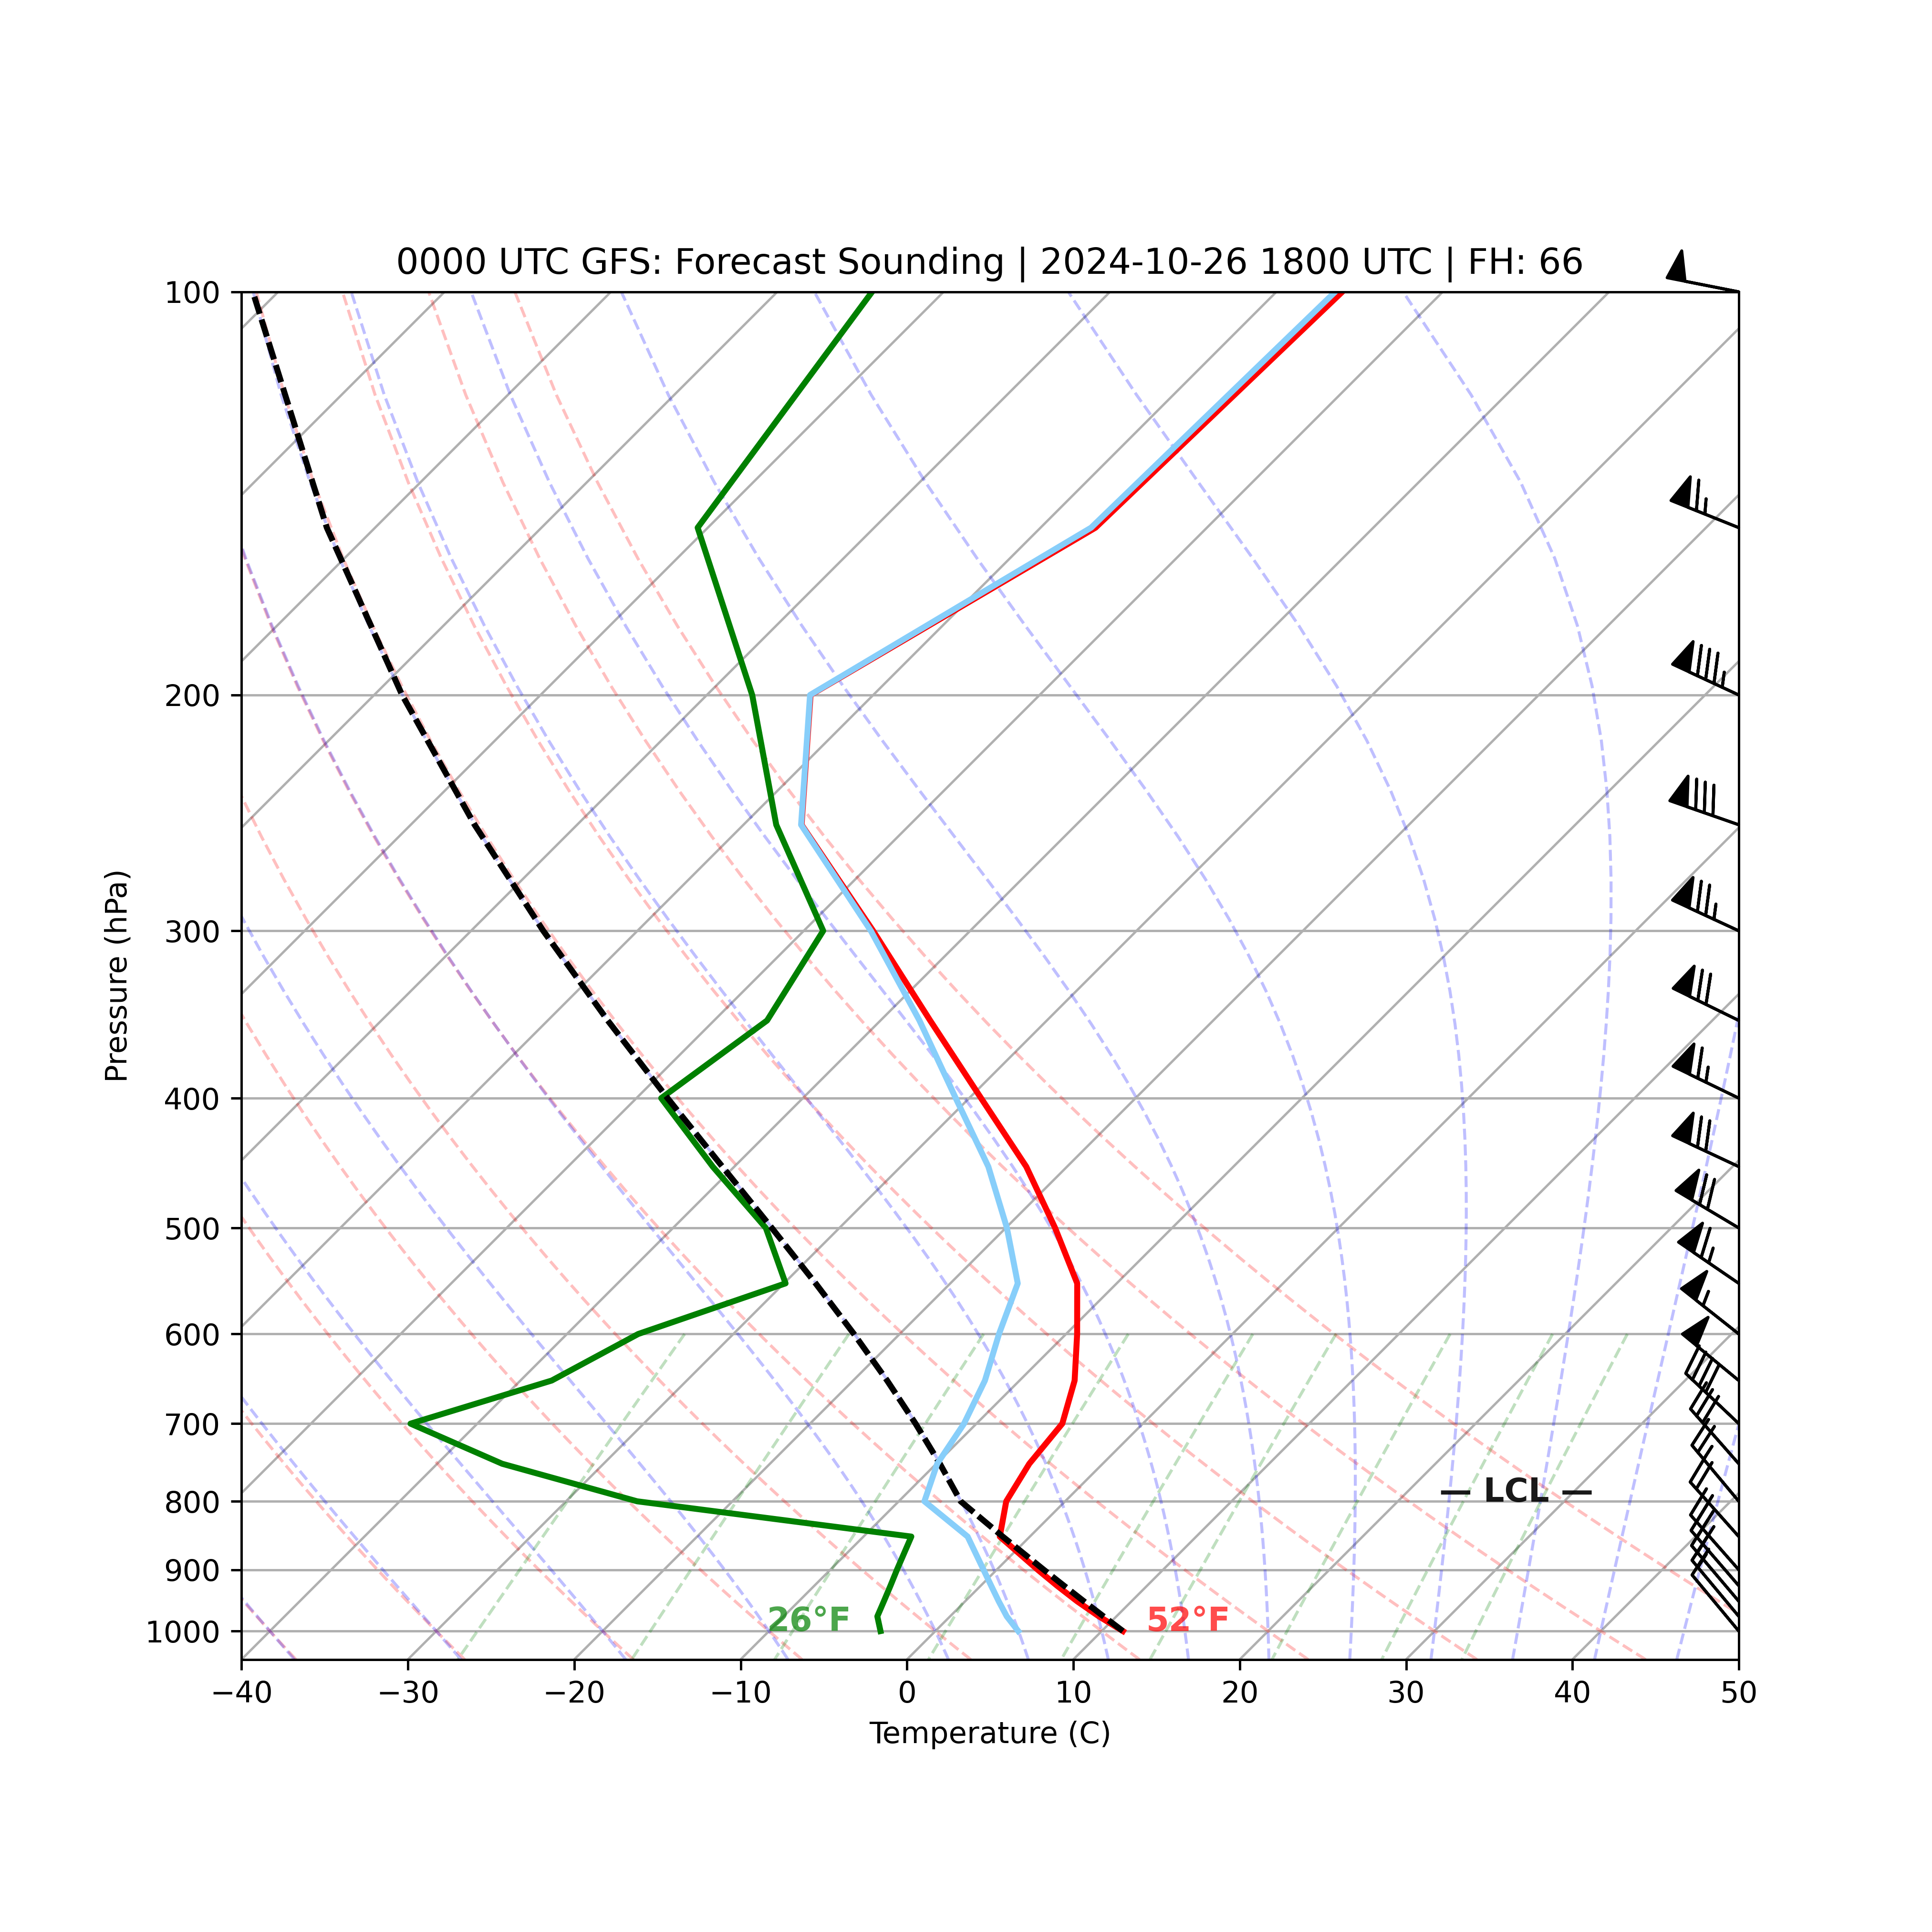 0000 UTC GFS: Forecast Sounding | 2024-10-26 1800 UTC | FH: 66
100
200
300
400
500
600
700
800
900
1000
Pressure (hPa)
— LCL —
26°F
52°F
−40 −30 −20 −10 0 10 20 30 40 50
Temperature (C)